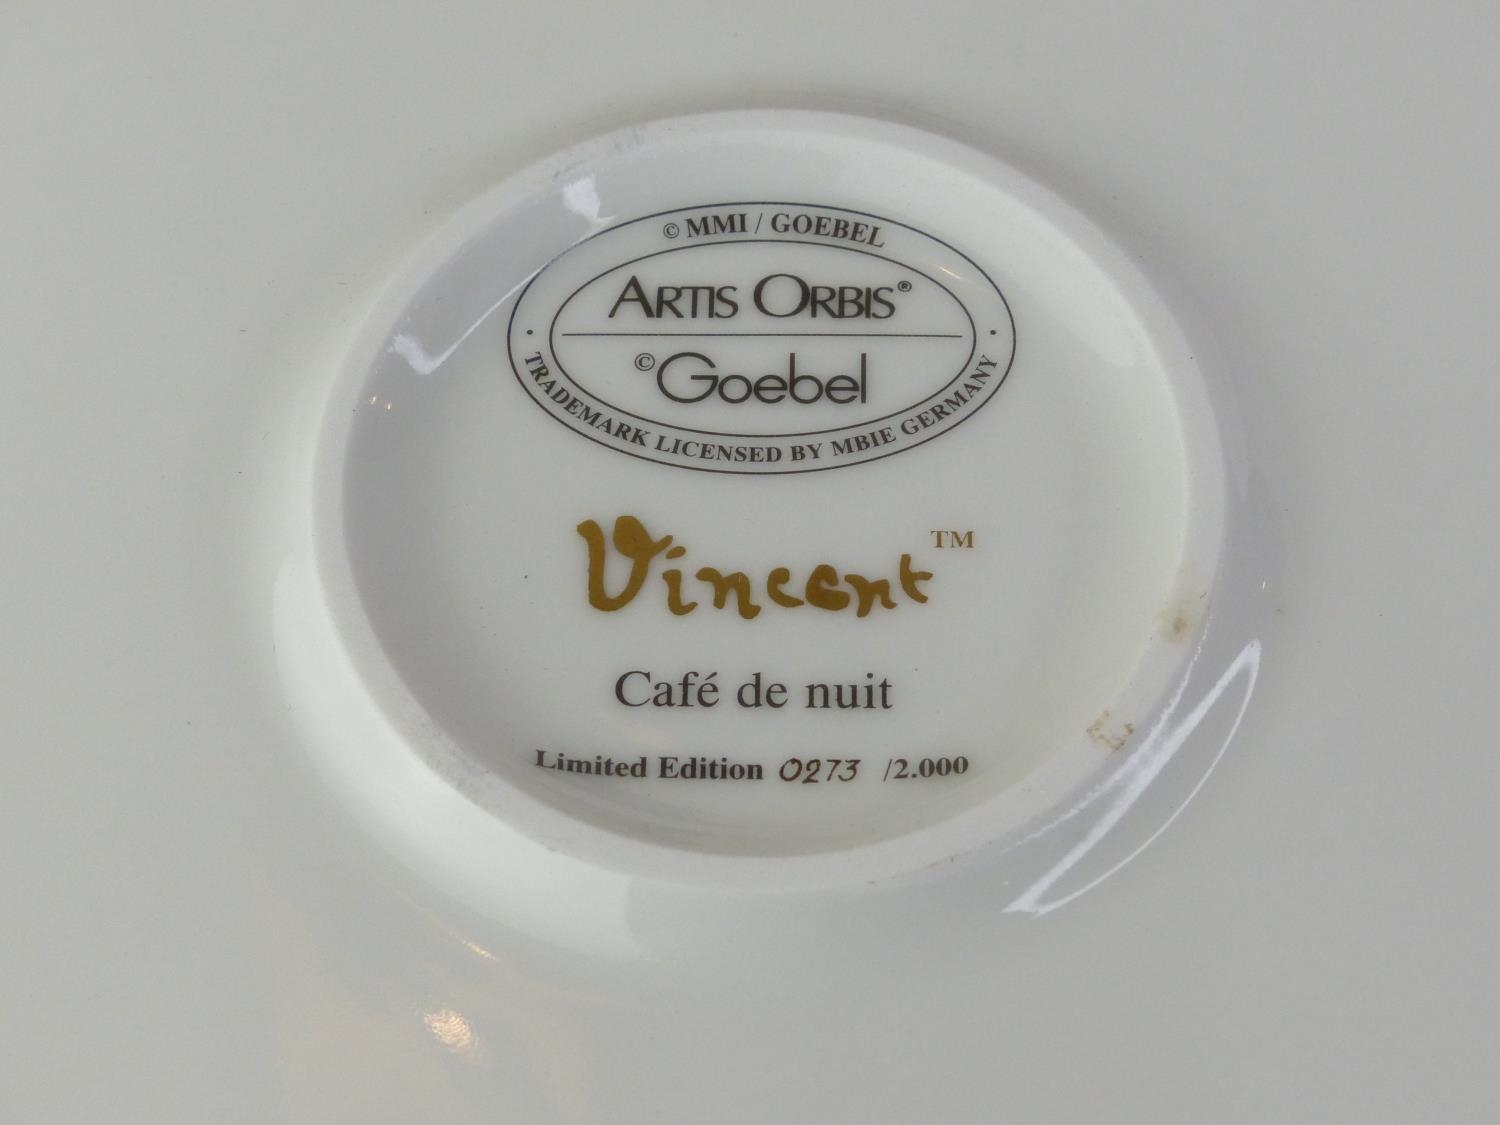 © MMI / GOEBEL
ARTIS ORBIS®
©Goebel
· TRADEMARK LICENSED BY MBIE GERMANY ·
Vincent™
Café de nuit
Limited Edition 0273 /2.000